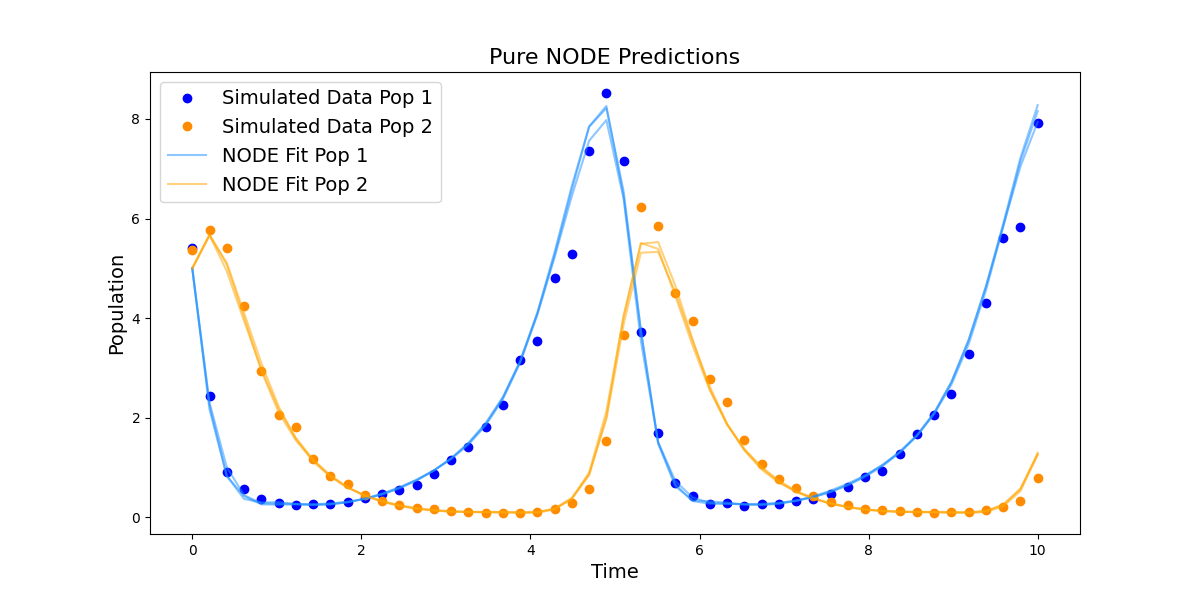 Pure NODE Predictions
Simulated Data Pop 1
Simulated Data Pop 2
NODE Fit Pop 1
NODE Fit Pop 2
Population
8
6
4
2
0
0 2 4 6 8 10
Time